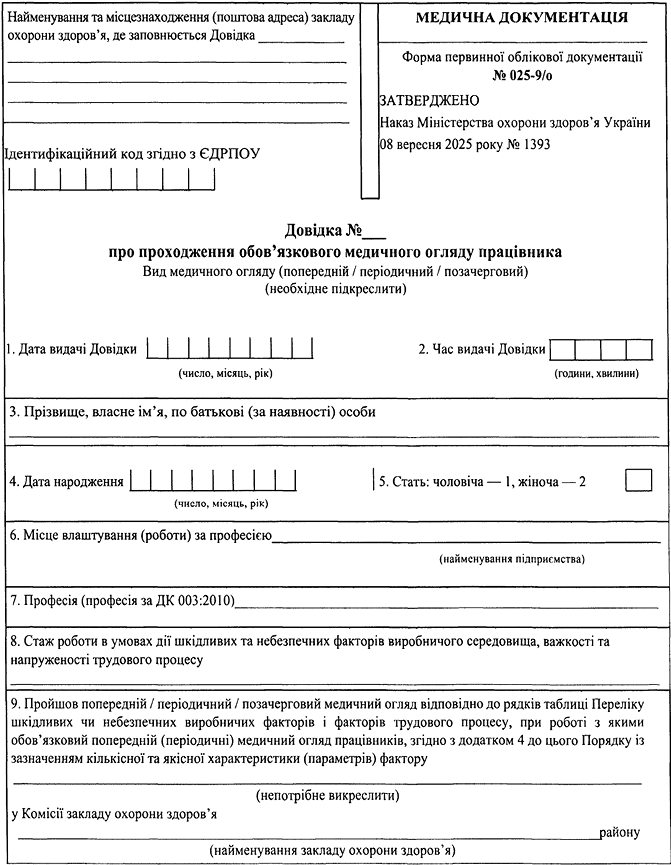 Найменування та місцезнаходження (поштова адреса) закладу
охорони здоров’я, де заповнюється Довідка
Ідентифікаційний код згідно з ЄДРПОУ
МЕДИЧНА ДОКУМЕНТАЦІЯ
Форма первинної облікової документації
№ 025-9/о
ЗАТВЕРДЖЕНО
Наказ Міністерства охорони здоров’я України
08 вересня 2025 року № 1393
Довідка №___
про проходження обов’язкового медичного огляду працівника
Вид медичного огляду (попередній / періодичний / позачерговий)
(необхідне підкреслити)
1. Дата видачі Довідки
(число, місяць, рік)
2. Час видачі Довідки
(години, хвилини)
3. Прізвище, власне ім’я, по батькові (за наявності) особи
4. Дата народження
(число, місяць, рік)
5. Стать: чоловіча — 1, жіноча — 2
6. Місце влаштування (роботи) за професією
(найменування підприємства)
7. Професія (професія за ДК 003:2010)
8. Стаж роботи в умовах дії шкідливих та небезпечних факторів виробничого середовища, важкості та
напруженості трудового процесу
9. Пройшов попередній / періодичний / позачерговий медичний огляд відповідно до рядків таблиці Переліку
шкідливих чи небезпечних виробничих факторів і факторів трудового процесу, при роботі з якими
обов’язковий попередній (періодичні) медичний огляд працівників, згідно з додатком 4 до цього Порядку із
зазначенням кількісної та якісної характеристики (параметрів) фактору
(непотрібне викреслити)
у Комісії закладу охорони здоров’я
району
(найменування закладу охорони здоров’я)